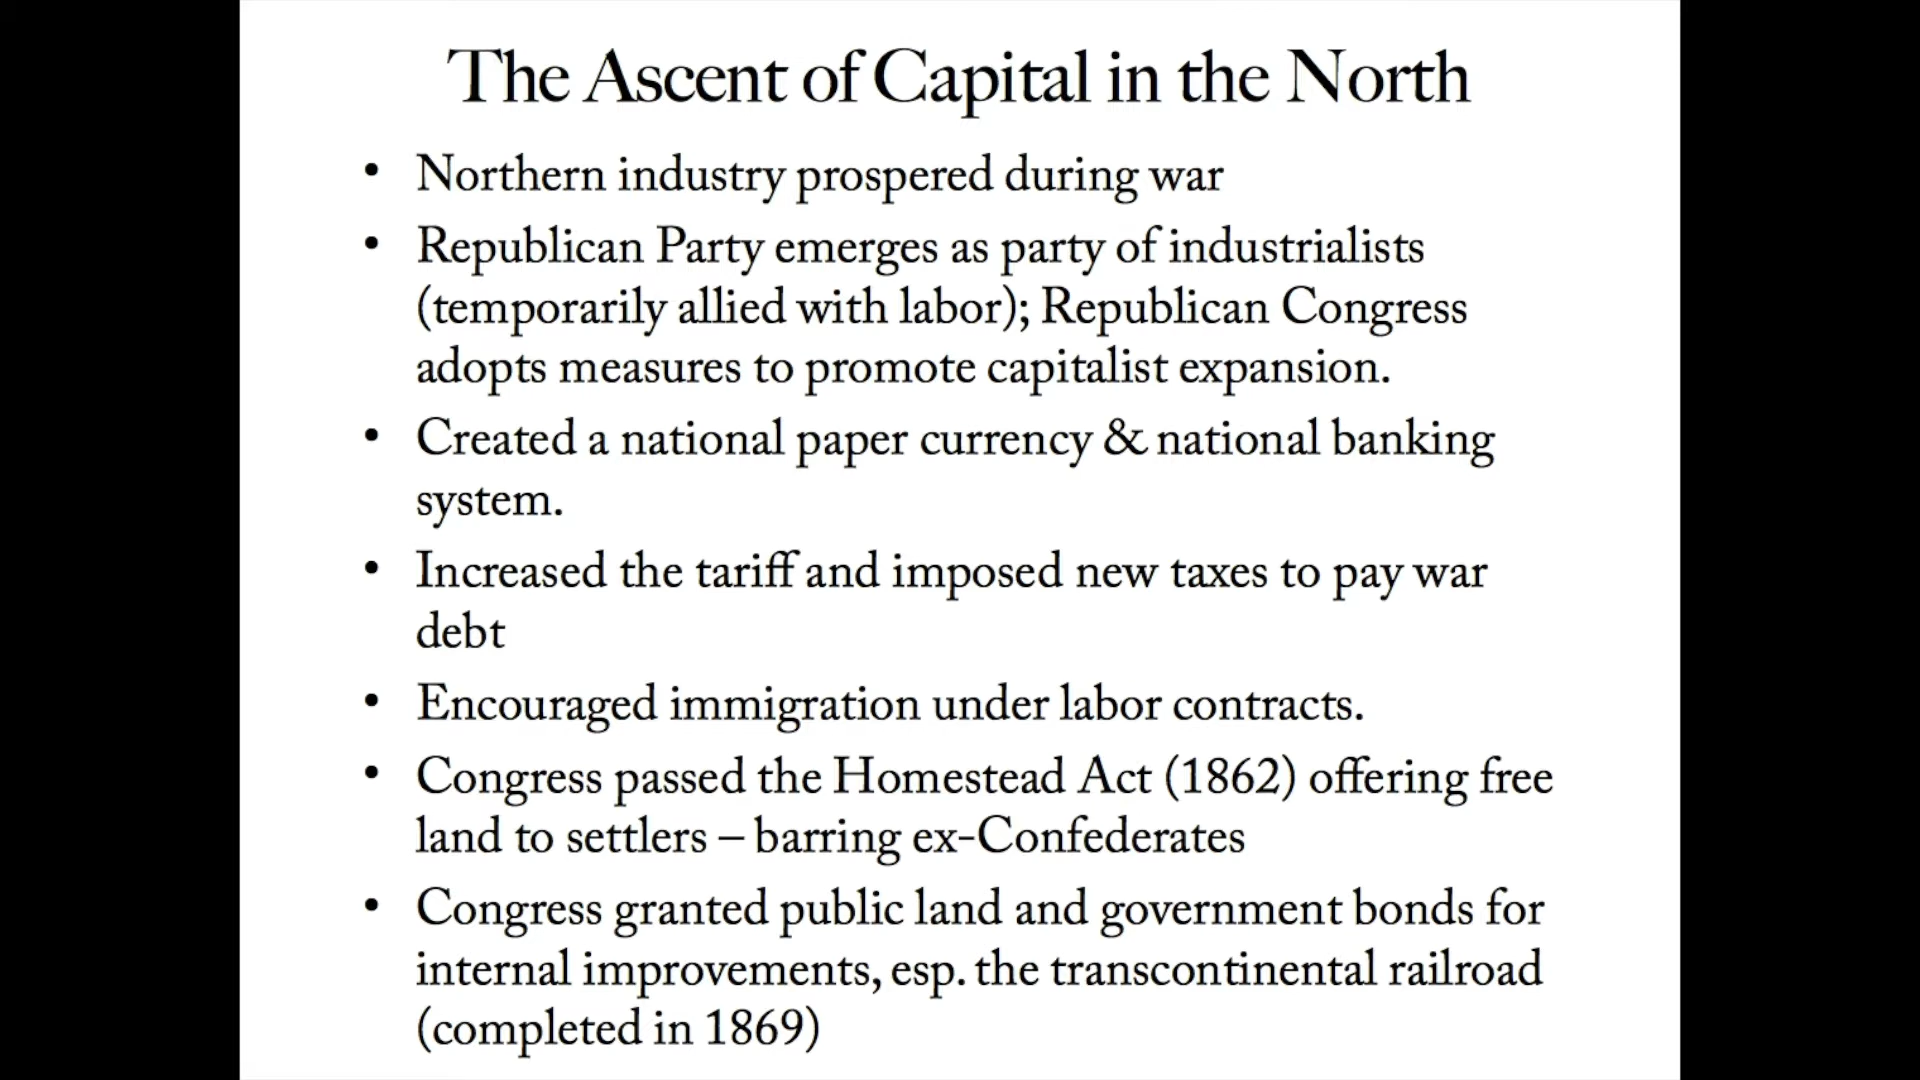 The Ascent of Capital in the North
• Northern industry prospered during war
• Republican Party emerges as party of industrialists
(temporarily allied with labor); Republican Congress
adopts measures to promote capitalist expansion.
• Created a national paper currency & national banking
system.
• Increased the tariff and imposed new taxes to pay war
debt
• Encouraged immigration under labor contracts.
• Congress passed the Homestead Act (1862) offering free
land to settlers – barring ex-Confederates
• Congress granted public land and government bonds for
internal improvements, esp. the transcontinental railroad
(completed in 1869)